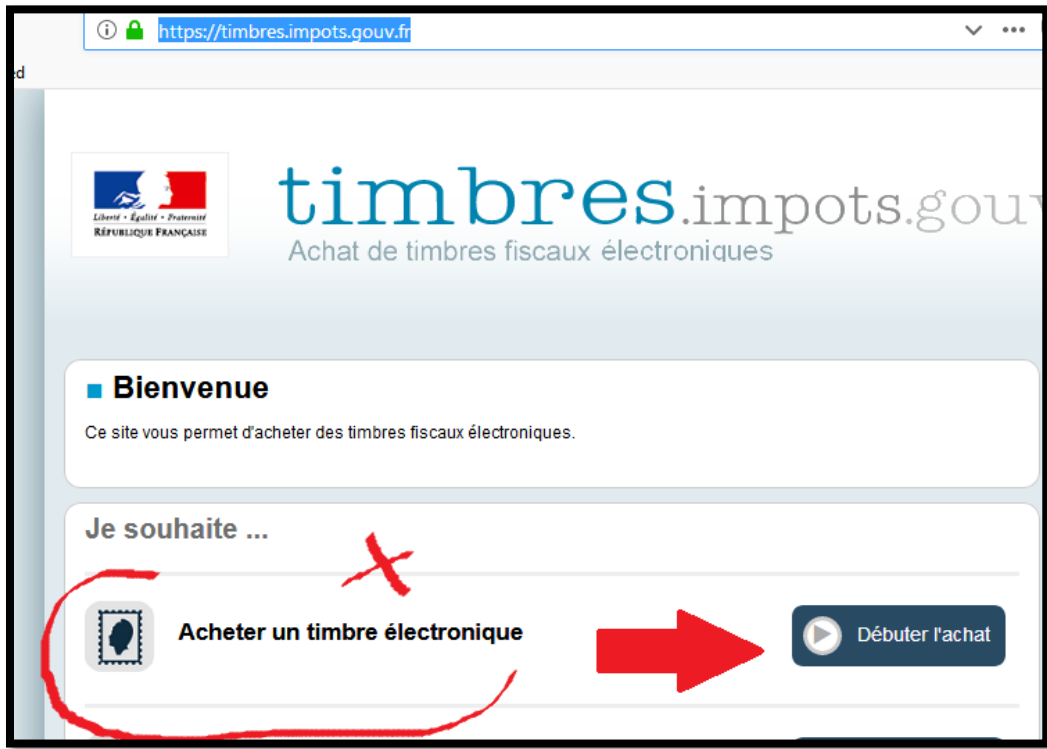 https://timbres.impots.gouv.fr
ed
Liberté • Égalité • Fraternité
RÉPUBLIQUE FRANÇAISE
timbres.impots.gouv
Achat de timbres fiscaux électroniques
Bienvenue
Ce site vous permet d'acheter des timbres fiscaux électroniques.
Je souhaite ...
Acheter un timbre électronique
Débuter l'achat